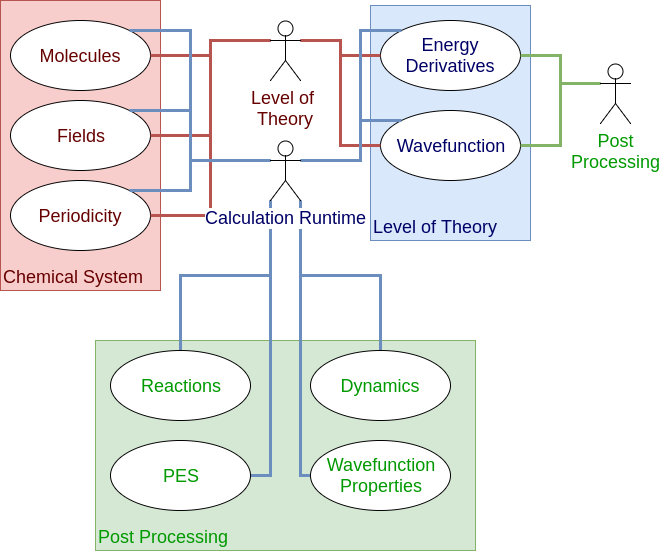 Molecules
Fields
Periodicity
Chemical System
Level of
Theory
Calculation Runtime
Energy
Derivatives
Wavefunction
Level of Theory
Post
Processing
Reactions
Dynamics
PES
Wavefunction
Properties
Post Processing